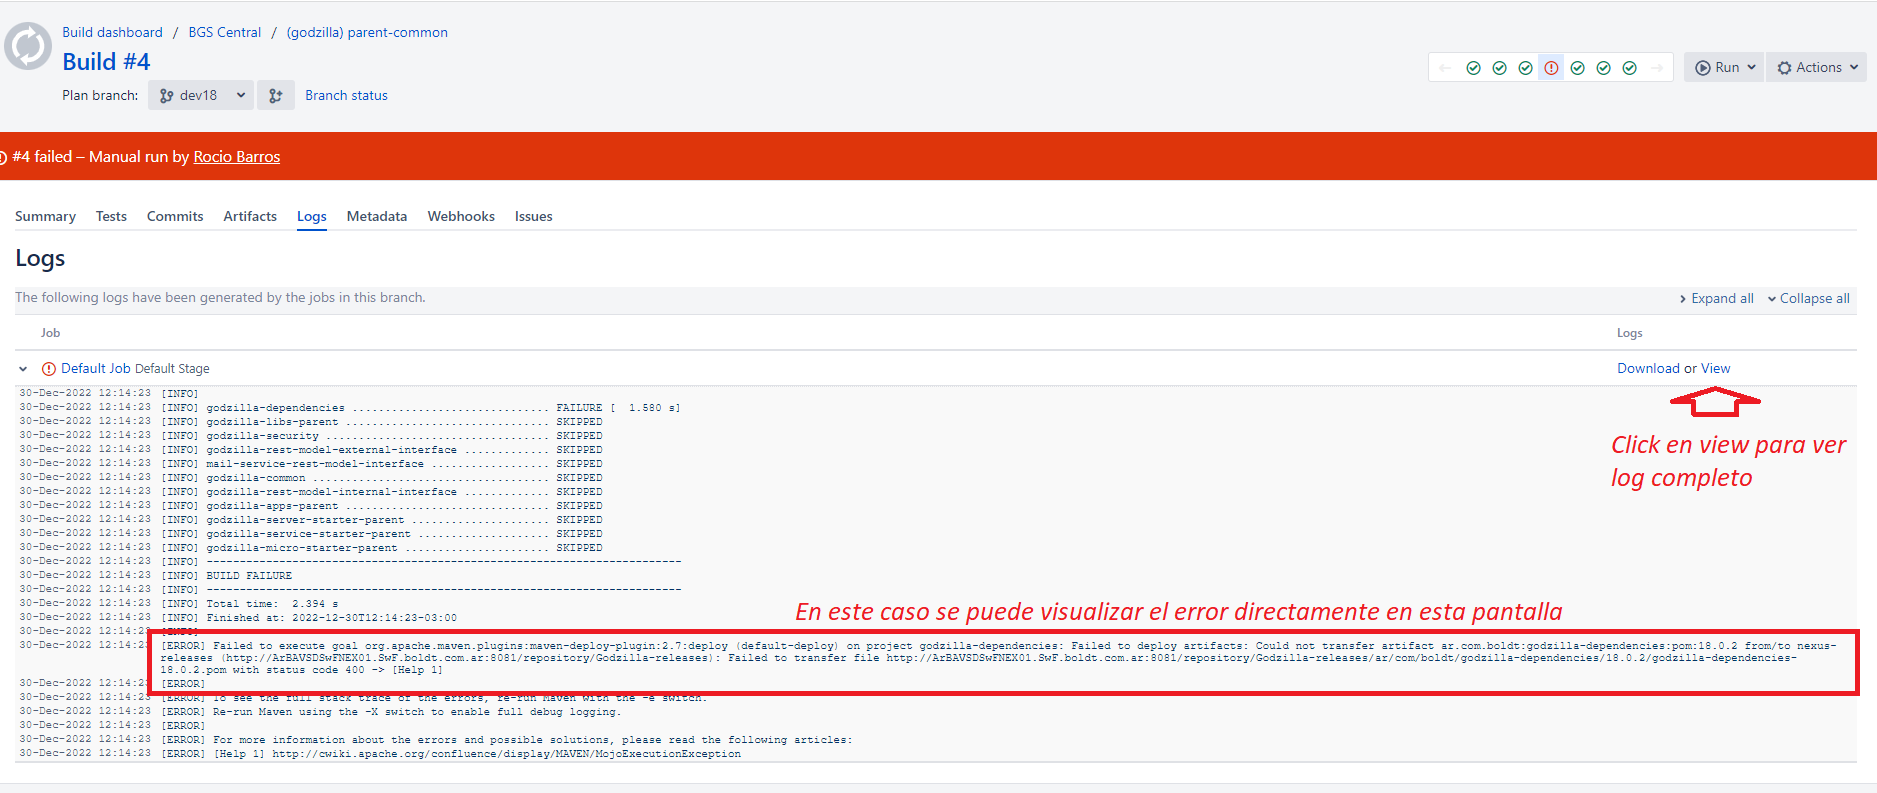 Build dashboard / BGS Central / (godzilla) parent-common
Build #4
Plan branch: dev18 Branch status
Run Actions
#4 failed – Manual run by Rocio Barros
Summary Tests Commits Artifacts Logs Metadata Webhooks Issues
Logs
The following logs have been generated by the jobs in this branch.
Expand all Collapse all
Job Logs
Default Job Default Stage Download or View
30-Dec-2022 12:14:23 [INFO]
30-Dec-2022 12:14:23 [INFO] godzilla-dependencies .............................. FAILURE [ 1.580 s]
30-Dec-2022 12:14:23 [INFO] godzilla-libs-parent ............................... SKIPPED
30-Dec-2022 12:14:23 [INFO] godzilla-security .................................. SKIPPED
30-Dec-2022 12:14:23 [INFO] godzilla-rest-model-external-interface ............. SKIPPED
30-Dec-2022 12:14:23 [INFO] mail-service-rest-model-interface .................. SKIPPED
30-Dec-2022 12:14:23 [INFO] godzilla-common .................................... SKIPPED
30-Dec-2022 12:14:23 [INFO] godzilla-rest-model-internal-interface ............. SKIPPED
30-Dec-2022 12:14:23 [INFO] godzilla-apps-parent ............................... SKIPPED
30-Dec-2022 12:14:23 [INFO] godzilla-server-starter-parent ..................... SKIPPED
30-Dec-2022 12:14:23 [INFO] godzilla-service-starter-parent .................... SKIPPED
30-Dec-2022 12:14:23 [INFO] godzilla-micro-starter-parent ...................... SKIPPED
30-Dec-2022 12:14:23 [INFO] ------------------------------------------------------------------------
30-Dec-2022 12:14:23 [INFO] BUILD FAILURE
30-Dec-2022 12:14:23 [INFO] ------------------------------------------------------------------------
30-Dec-2022 12:14:23 [INFO] Total time: 2.394 s
30-Dec-2022 12:14:23 [INFO] Finished at: 2022-12-30T12:14:23-03:00
30-Dec-2022 12:14:23 [INFO]
30-Dec-2022 12:14:23 [ERROR] Failed to execute goal org.apache.maven.plugins:maven-deploy-plugin:2.7:deploy (default-deploy) on project godzilla-dependencies: Failed to deploy artifacts: Could not transfer artifact ar.com.boldt:godzilla-dependencies:pom:18.0.2 from/to nexus-
releases (http://ArBAVSDSwFNEX01.SwF.boldt.com.ar:8081/repository/Godzilla-releases): Failed to transfer file http://ArBAVSDSwFNEX01.SwF.boldt.com.ar:8081/repository/Godzilla-releases/ar/com/boldt/godzilla-dependencies/18.0.2/godzilla-dependencies-
18.0.2.pom with status code 400 -> [Help 1]
30-Dec-2022 12:14:23 [ERROR]
30-Dec-2022 12:14:23 [ERROR] To see the full stack trace of the errors, re-run Maven with the -e switch.
30-Dec-2022 12:14:23 [ERROR] Re-run Maven using the -X switch to enable full debug logging.
30-Dec-2022 12:14:23 [ERROR]
30-Dec-2022 12:14:23 [ERROR] For more information about the errors and possible solutions, please read the following articles:
30-Dec-2022 12:14:23 [ERROR] [Help 1] http://cwiki.apache.org/confluence/display/MAVEN/MojoExecutionException
Click en view para ver
log completo
En este caso se puede visualizar el error directamente en esta pantalla